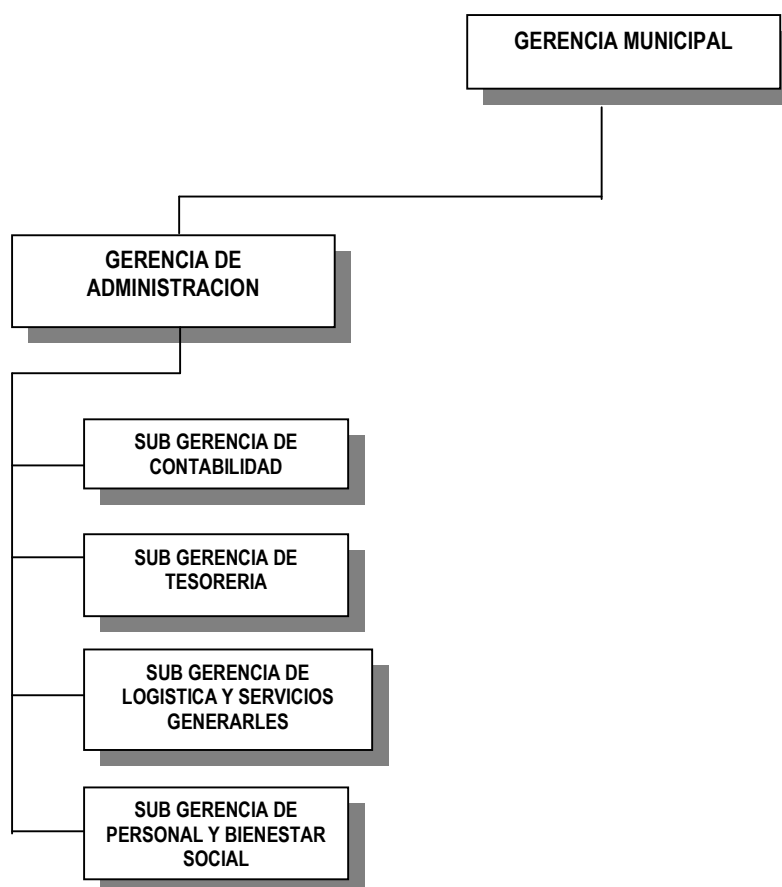 GERENCIA MUNICIPAL
GERENCIA DE
ADMINISTRACION
SUB GERENCIA DE
CONTABILIDAD
SUB GERENCIA DE
TESORERIA
SUB GERENCIA DE
LOGISTICA Y SERVICIOS
GENERARLES
SUB GERENCIA DE
PERSONAL Y BIENESTAR
SOCIAL